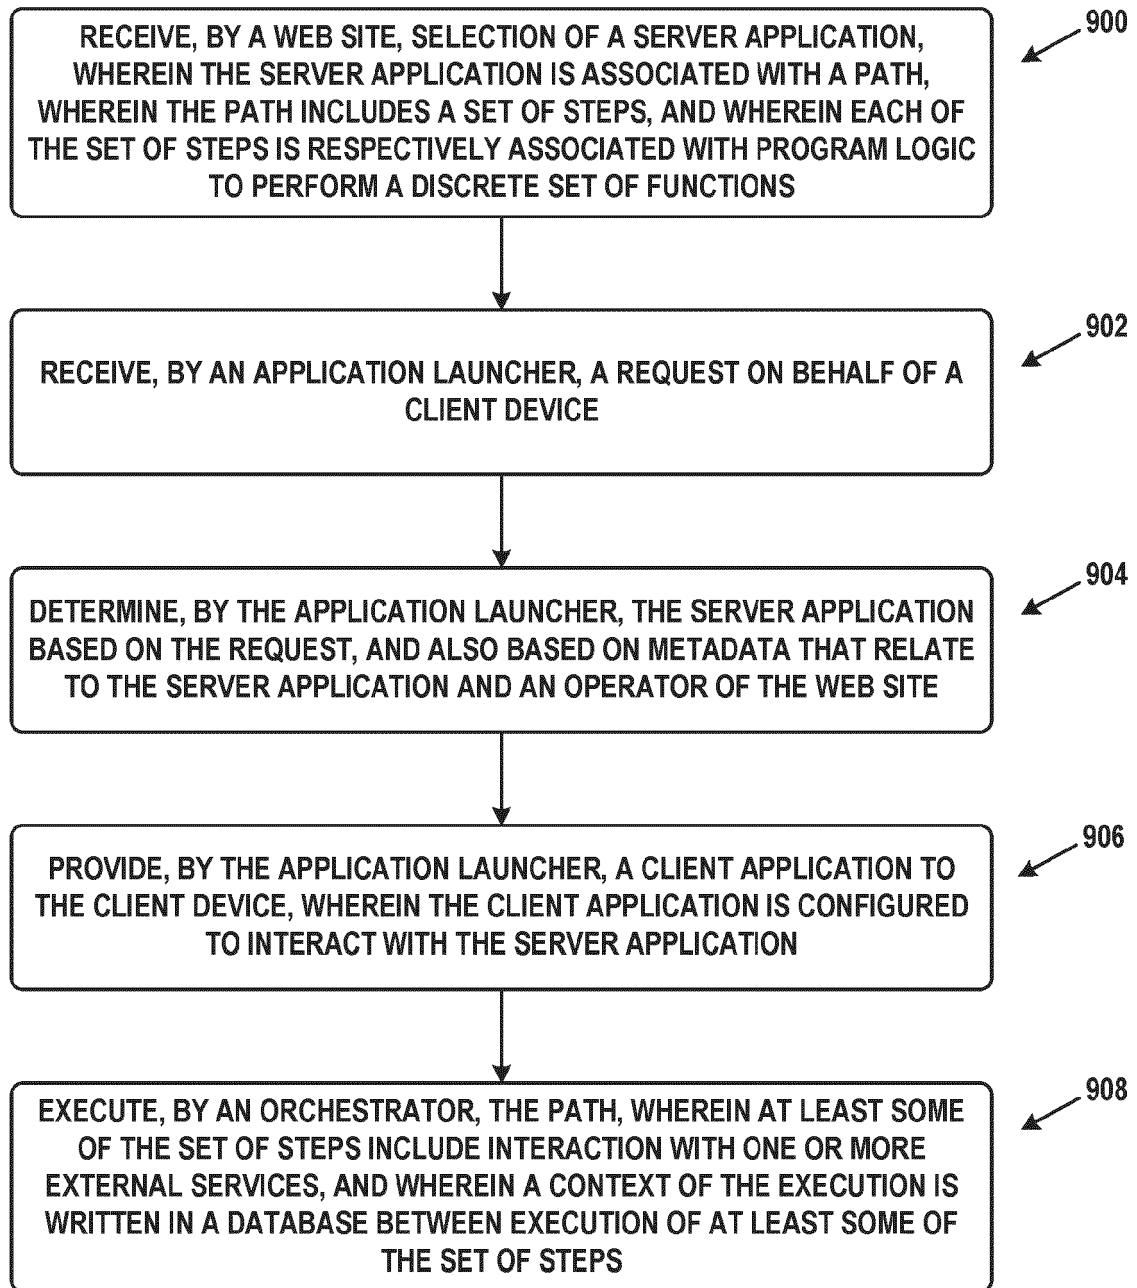 RECEIVE, BY A WEB SITE, SELECTION OF A SERVER APPLICATION,
WHEREIN THE SERVER APPLICATION IS ASSOCIATED WITH A PATH,
WHEREIN THE PATH INCLUDES A SET OF STEPS, AND WHEREIN EACH OF
THE SET OF STEPS IS RESPECTIVELY ASSOCIATED WITH PROGRAM LOGIC
TO PERFORM A DISCRETE SET OF FUNCTIONS
900
RECEIVE, BY AN APPLICATION LAUNCHER, A REQUEST ON BEHALF OF A
CLIENT DEVICE
902
DETERMINE, BY THE APPLICATION LAUNCHER, THE SERVER APPLICATION
BASED ON THE REQUEST, AND ALSO BASED ON METADATA THAT RELATE
TO THE SERVER APPLICATION AND AN OPERATOR OF THE WEB SITE
904
PROVIDE, BY THE APPLICATION LAUNCHER, A CLIENT APPLICATION TO
THE CLIENT DEVICE, WHEREIN THE CLIENT APPLICATION IS CONFIGURED
TO INTERACT WITH THE SERVER APPLICATION
906
EXECUTE, BY AN ORCHESTRATOR, THE PATH, WHEREIN AT LEAST SOME
OF THE SET OF STEPS INCLUDE INTERACTION WITH ONE OR MORE
EXTERNAL SERVICES, AND WHEREIN A CONTEXT OF THE EXECUTION IS
WRITTEN IN A DATABASE BETWEEN EXECUTION OF AT LEAST SOME OF
THE SET OF STEPS
908